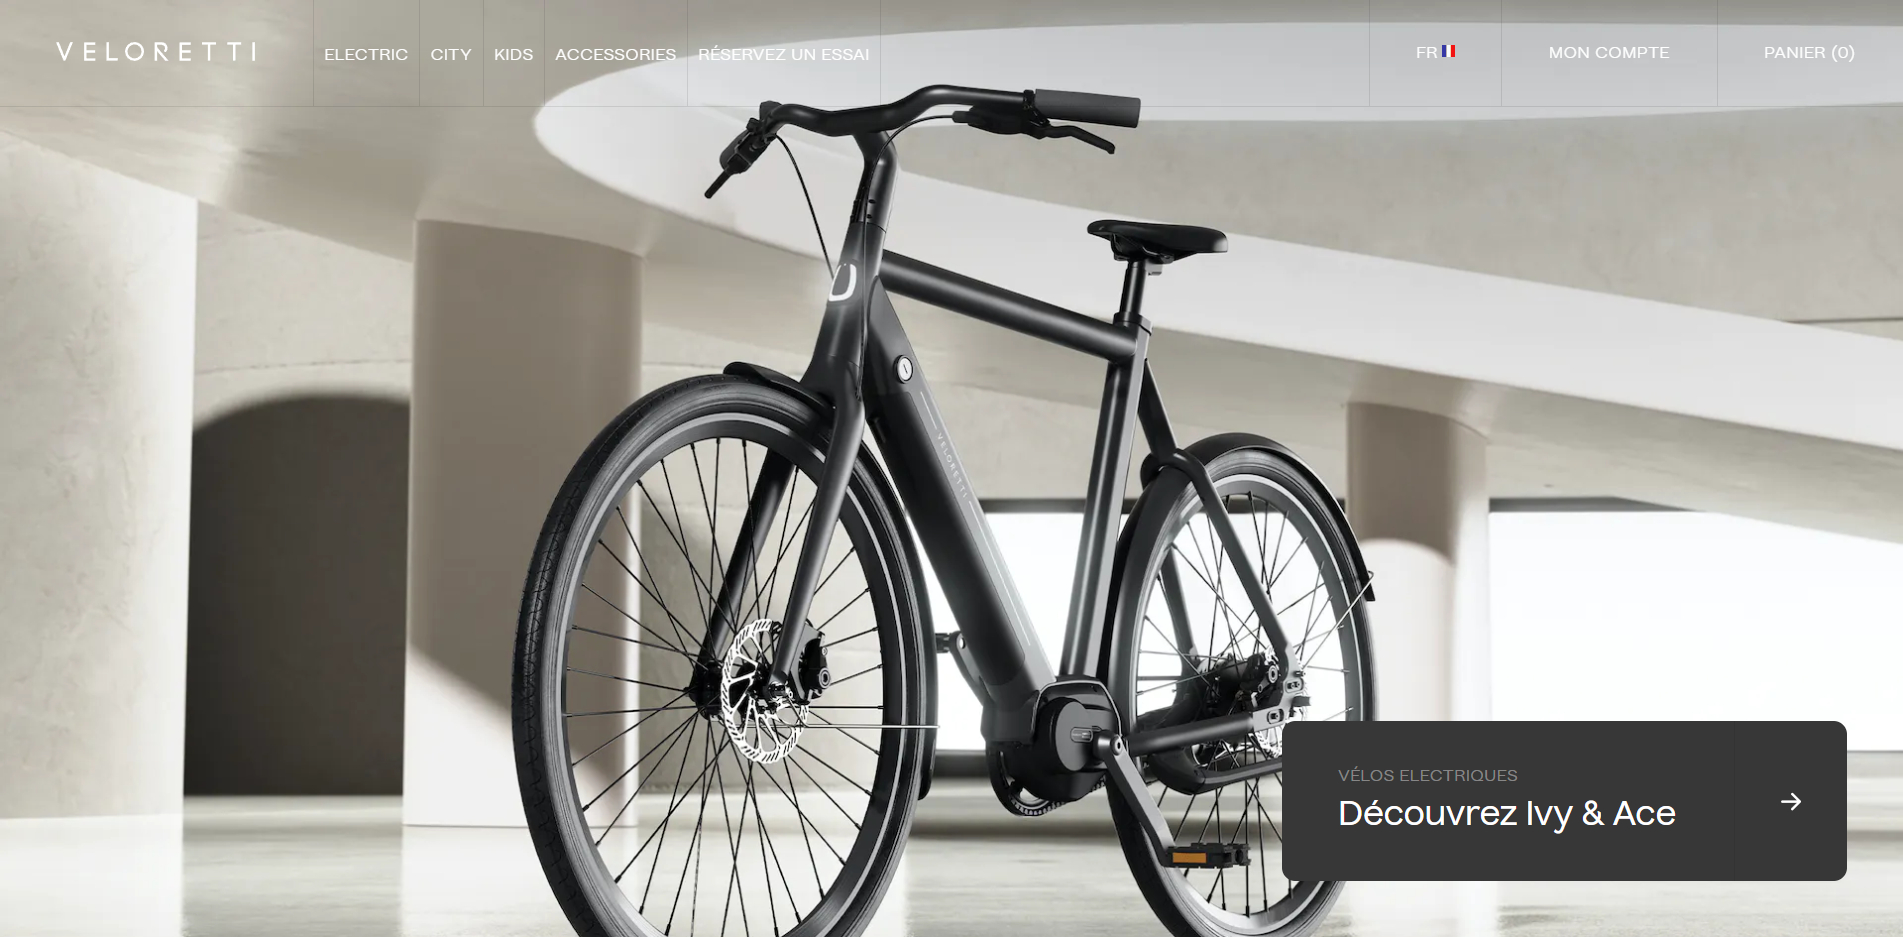 VELORETTI
ELECTRIC
CITY
KIDS
ACCESSORIES
RÉSERVEZ UN ESSAI
FR
MON COMPTE
PANIER (0)
VELORETTI
VÉLOS ELECTRIQUES
Découvrez Ivy & Ace